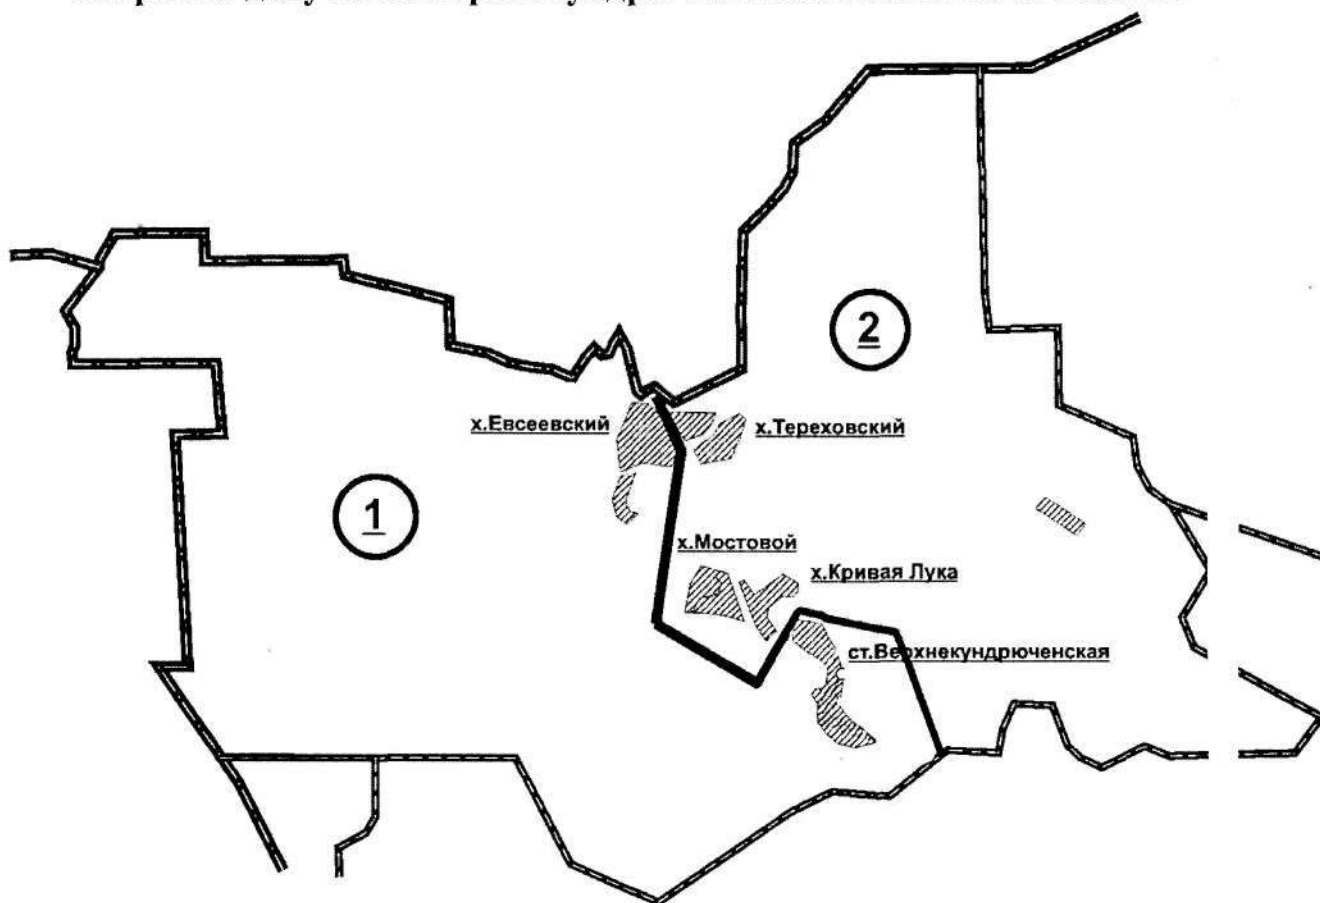 2
х.Евсеевский
х.Тереховский
1
х.Мостовой
х.Кривая Лука
ст.Верхнекундрюченская